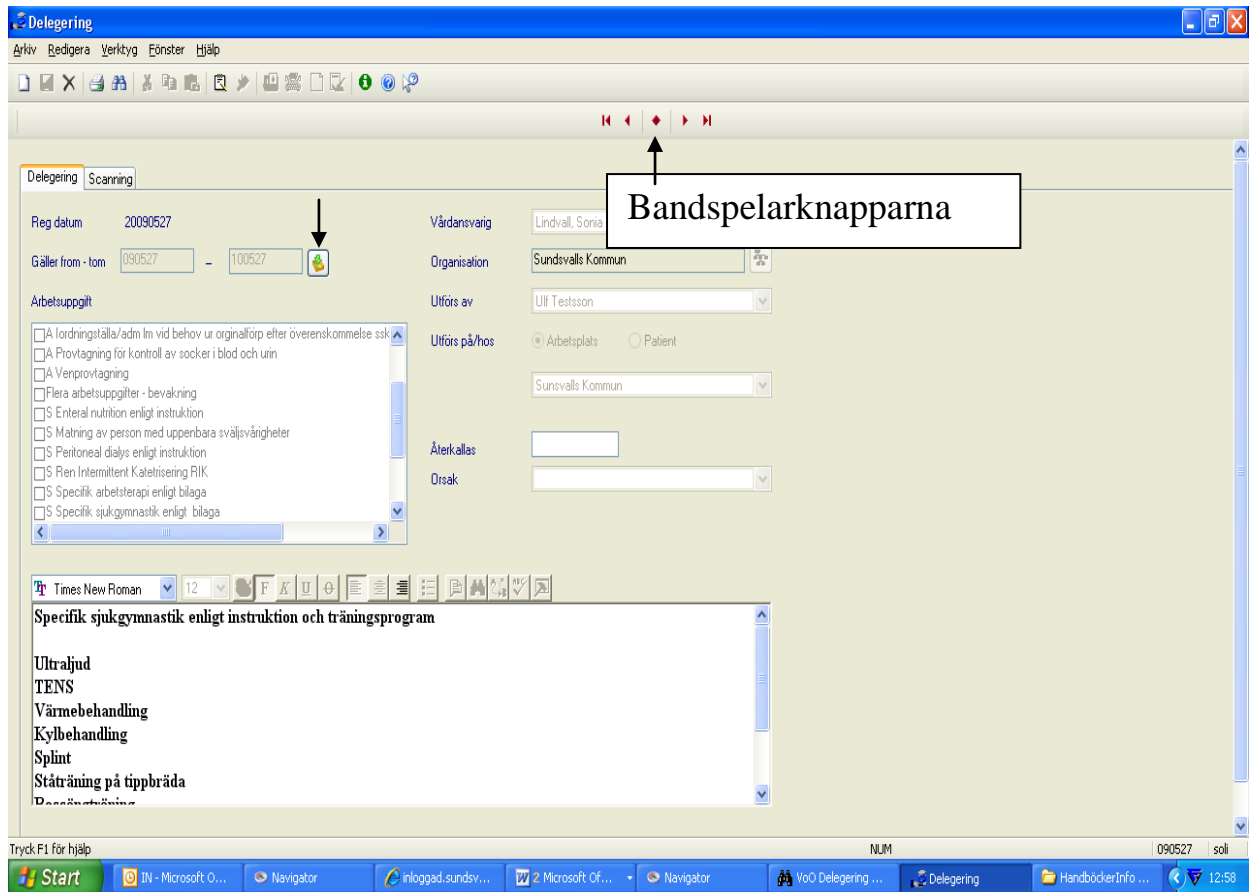 Delegering
Arkiv Redigera Verktyg Fönster Hjälp
Bandspelarknapparna
Delegering Scanning
Reg datum 20090527
Gäller from - tom 090527 – 100527
Arbetsuppgift
A Iordningställa/adm lm vid behov ur orginalförp efter överenskommelse ssk
A Provtagning för kontroll av socker i blod och urin
A Venprovtagning
Flera arbetsuppgifter - bevakning
S Enteral nutrition enligt instruktion
S Matning av person med uppenbara sväljsvårigheter
S Peritoneal dialys enligt instruktion
S Ren Intermittent Katetrisering RIK
S Specifik arbetsterapi enligt bilaga
S Specifik sjukgymnastik enligt bilaga
Vårdansvarig Lindvall, Sonia
Organisation Sundsvalls Kommun
Utförs av Ulf Testsson
Utförs på/hos Arbetsplats Patient
Sunsvalls Kommun
Återkallas
Orsak
Times New Roman 12 F K U O
Specifik sjukgymnastik enligt instruktion och träningsprogram
Ultraljud
TENS
Värmebehandling
Kylbehandling
Splint
Ståträning på tippbräda
Tryck F1 för hjälp NUM 090527 soli
Start IN - Microsoft O... Navigator inloggad.sundsv... 2 Microsoft Of... Navigator VoO Delegering ... Delegering HandböckerInfo ... 12:58